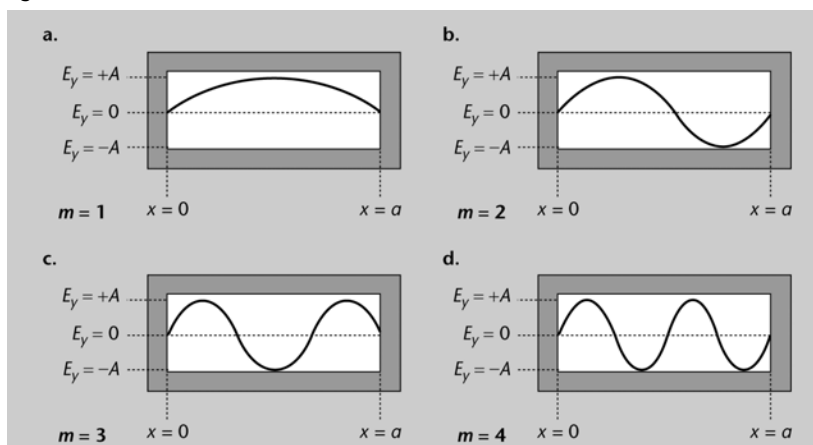 a.
E_y = +A
E_y = 0
E_y = −A
m = 1 x = 0 x = a
b.
E_y = +A
E_y = 0
E_y = −A
m = 2 x = 0 x = a
c.
E_y = +A
E_y = 0
E_y = −A
m = 3 x = 0 x = a
d.
E_y = +A
E_y = 0
E_y = −A
m = 4 x = 0 x = a